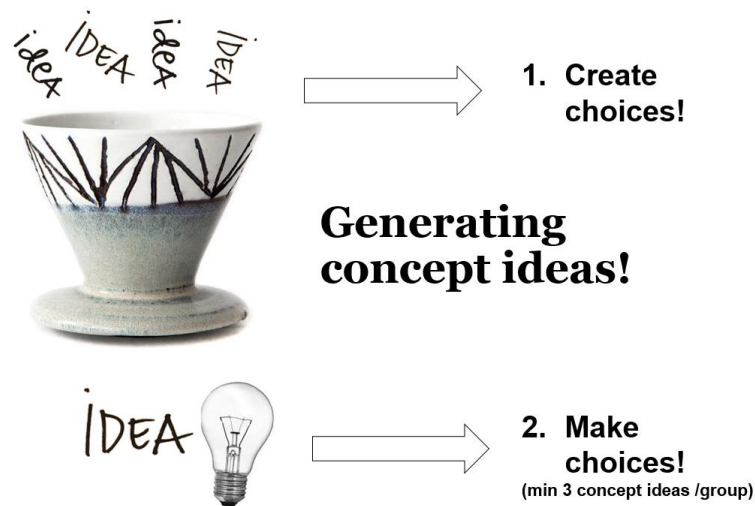 ideA IDEA ideA IDEA
1. Create
choices!
Generating
concept ideas!
IDEA
2. Make
choices!
(min 3 concept ideas /group)